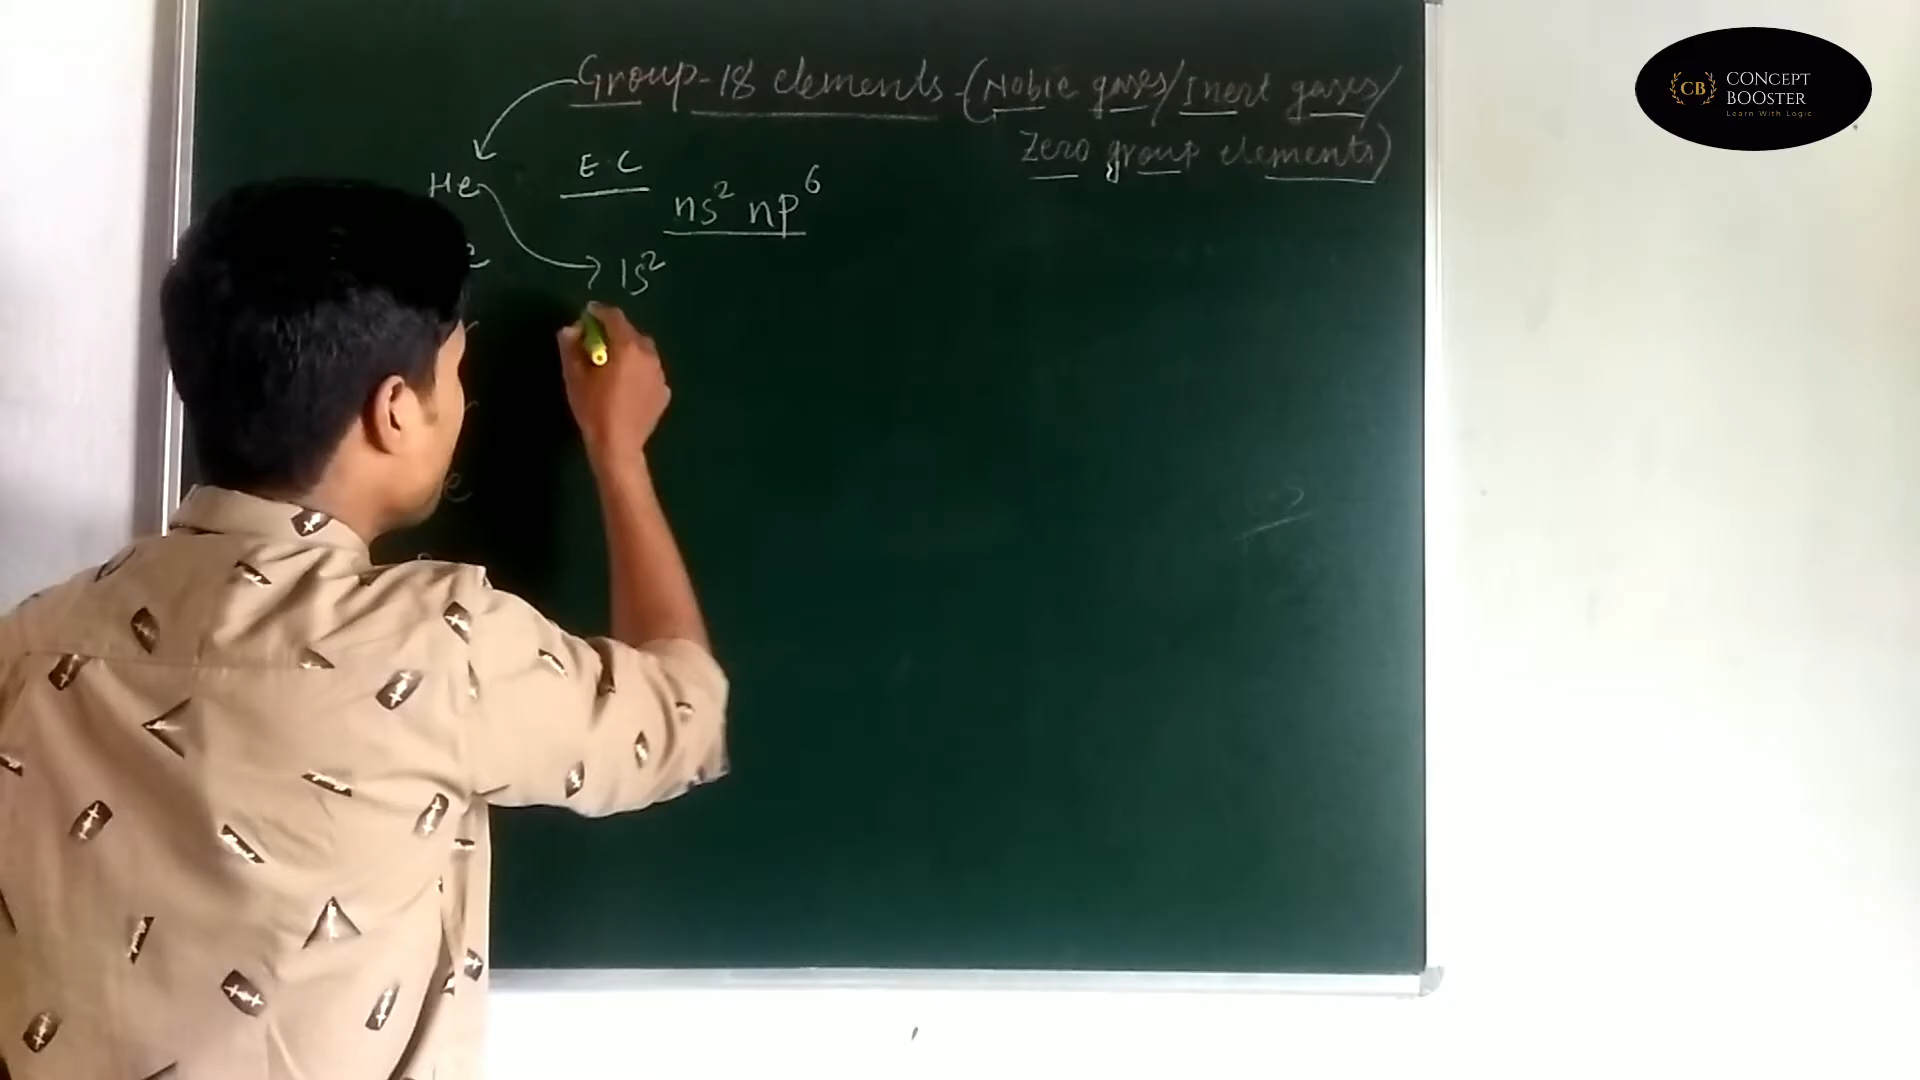 Group-18 elements-(Noble gases/Inert gases/
Zero group elements)
He
E.C
ns² np⁶
1s²
CB
CONCEPT
BOOSTER
Learn With Logic